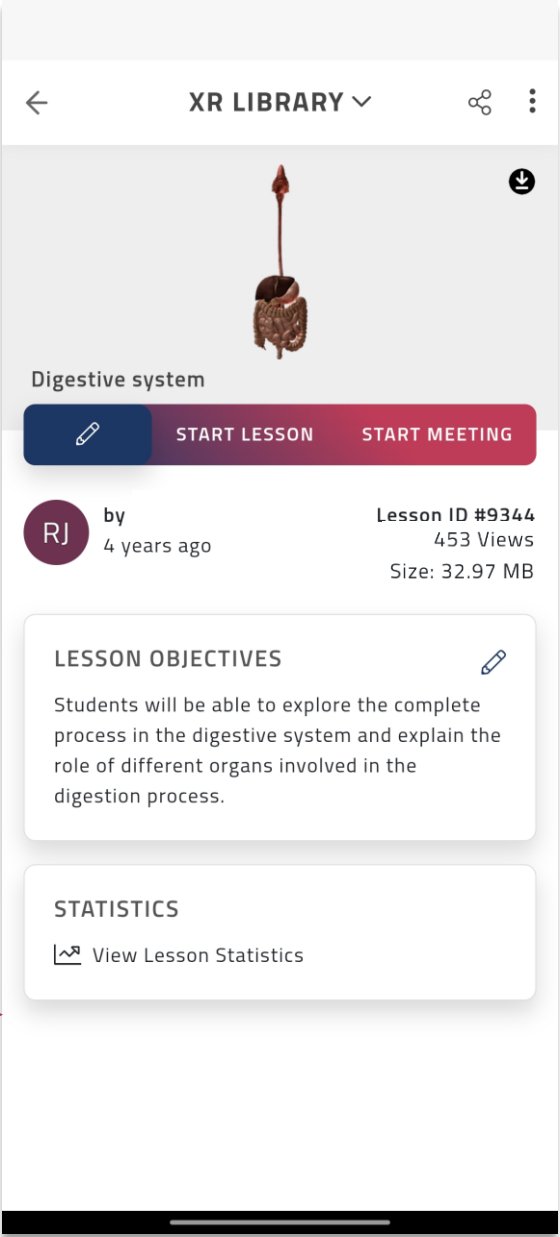 XR LIBRARY
Digestive system
START LESSON START MEETING
RJ
by
4 years ago
Lesson ID #9344
453 Views
Size: 32.97 MB
LESSON OBJECTIVES
Students will be able to explore the complete
process in the digestive system and explain the
role of different organs involved in the
digestion process.
STATISTICS
View Lesson Statistics